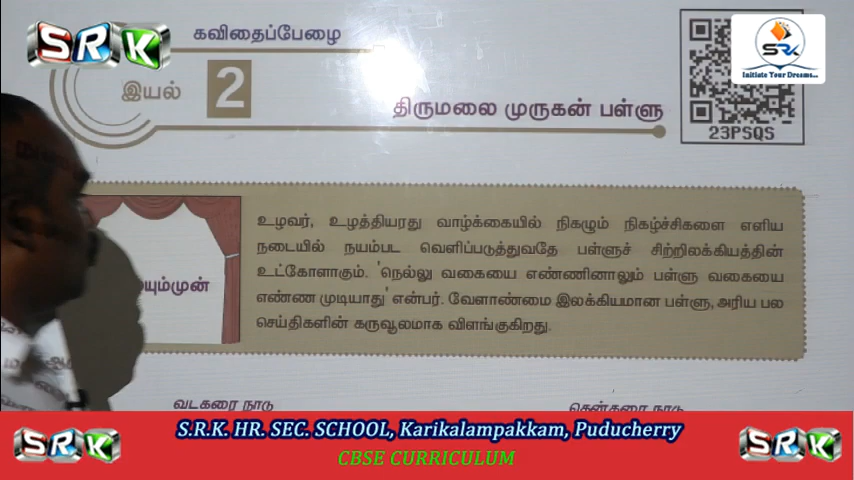 SRK
கவிதைப்பேழை
இயல் 2
SRK
Initiate Your Dreams...
திருமலை முருகன் பள்ளு
23PSQS
உழவர், உழத்தியரது வாழ்க்கையில் நிகழும் நிகழ்ச்சிகளை எளிய
நடையில் நயம்பட வெளிப்படுத்துவதே பள்ளுச் சிற்றிலக்கியத்தின்
உட்கோளாகும். 'நெல்லு வகையை எண்ணினாலும் பள்ளு வகையை
எண்ண முடியாது' என்பர். வேளாண்மை இலக்கியமான பள்ளு, அரிய பல
செய்திகளின் கருவூலமாக விளங்குகிறது.
வடகரை நாடு
தென்கரை நாடு
S.R.K. HR. SEC. SCHOOL, Karikalampakkam, Puducherry
CBSE CURRICULUM
SRK
SRK